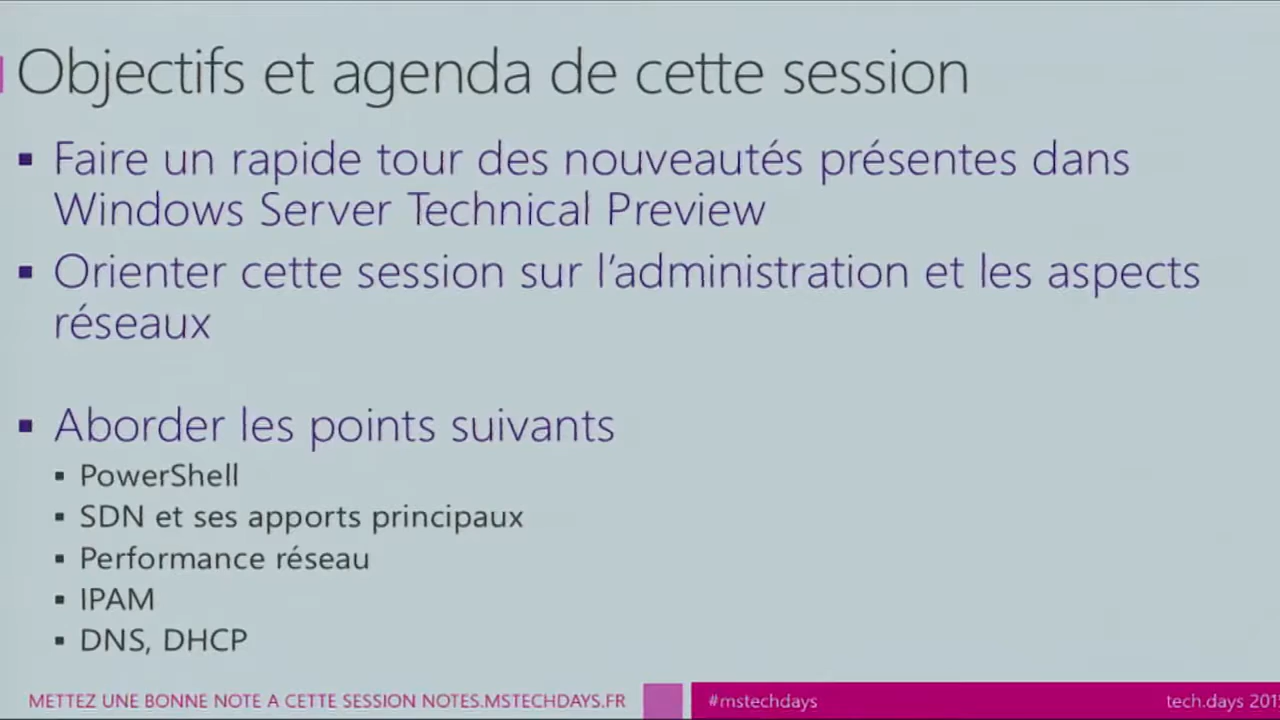 Objectifs et agenda de cette session
▪ Faire un rapide tour des nouveautés présentes dans
Windows Server Technical Preview
▪ Orienter cette session sur l'administration et les aspects
réseaux
▪ Aborder les points suivants
▪ PowerShell
▪ SDN et ses apports principaux
▪ Performance réseau
▪ IPAM
▪ DNS, DHCP
METTEZ UNE BONNE NOTE A CETTE SESSION NOTES.MSTECHDAYS.FR
#mstechdays
tech.days